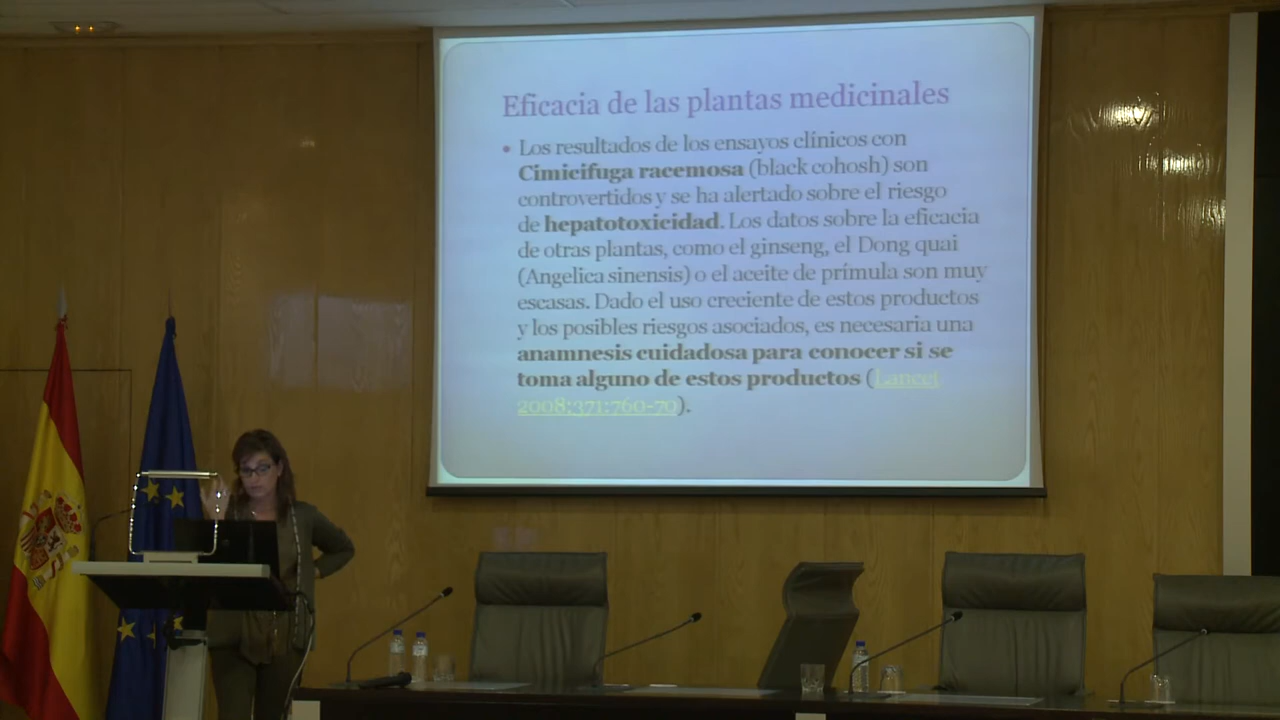 Eficacia de las plantas medicinales
• Los resultados de los ensayos clínicos con
Cimicifuga racemosa (black cohosh) son
controvertidos y se ha alertado sobre el riesgo
de hepatotoxicidad. Los datos sobre la eficacia
de otras plantas, como el ginseng, el Dong quai
(Angelica sinensis) o el aceite de prímula son muy
escasas. Dado el uso creciente de estos productos
y los posibles riesgos asociados, es necesaria una
anamnesis cuidadosa para conocer si se
toma alguno de estos productos (Lancet
2008;371:760-70).